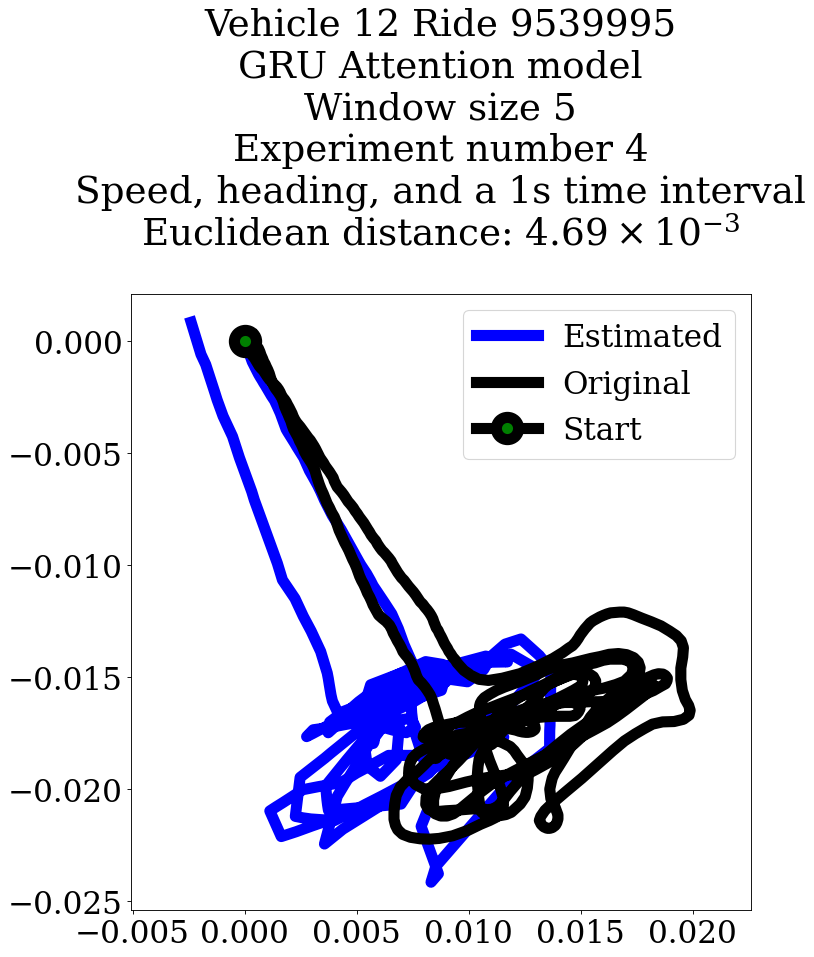 Vehicle 12 Ride 9539995
GRU Attention model
Window size 5
Experiment number 4
Speed, heading, and a 1s time interval
Euclidean distance: 4.69 × 10⁻³
Estimated
Original
Start
0.000
−0.005
−0.010
−0.015
−0.020
−0.025
−0.005 0.000 0.005 0.010 0.015 0.020